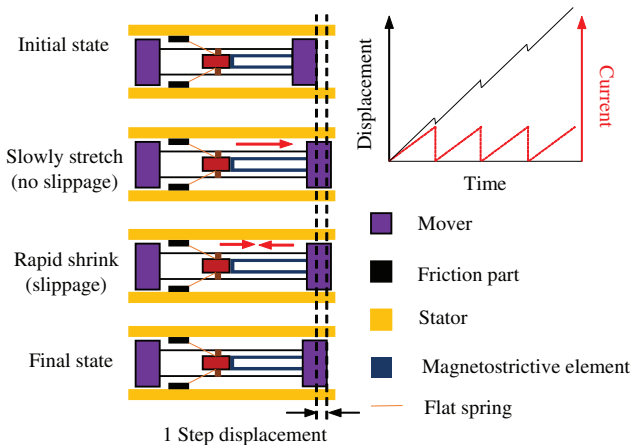 Initial state
Slowly stretch
(no slippage)
Rapid shrink
(slippage)
Final state
1 Step displacement
Displacement
Current
Time
Mover
Friction part
Stator
Magnetostrictive element
Flat spring